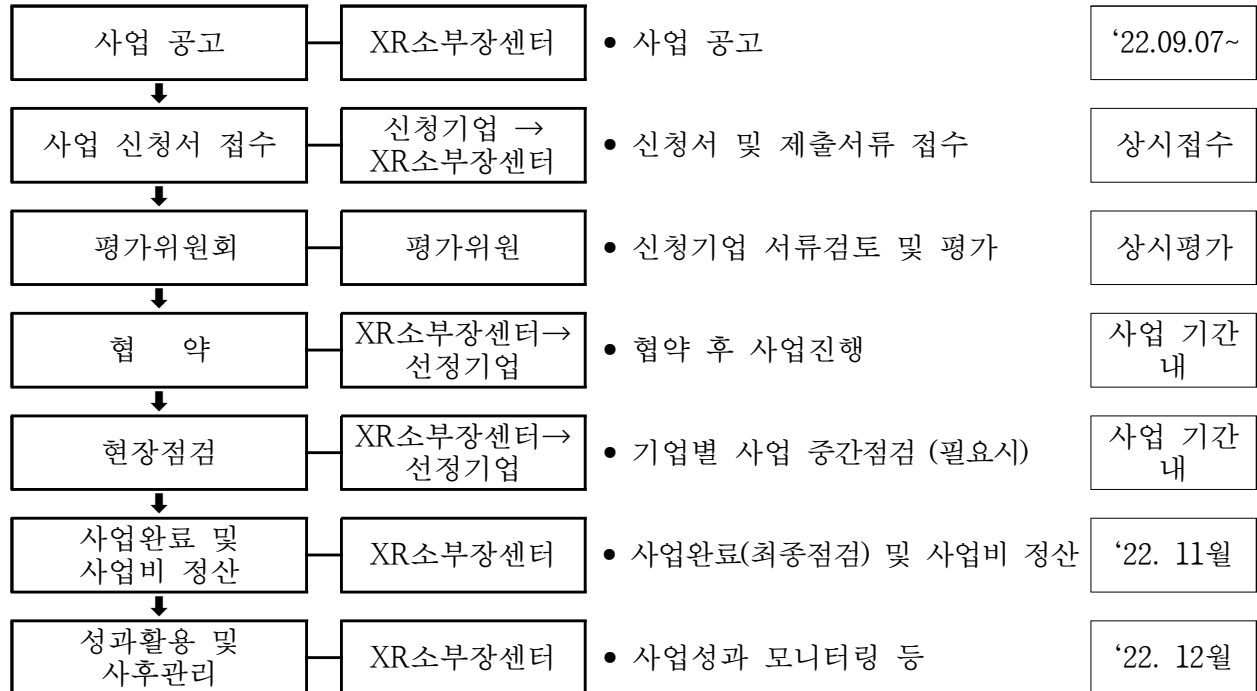 사업 공고
XR소부장센터
• 사업 공고
‘22.09.07~
사업 신청서 접수
신청기업 →
XR소부장센터
• 신청서 및 제출서류 접수
상시접수
평가위원회
평가위원
• 신청기업 서류검토 및 평가
상시평가
협 약
XR소부장센터→
선정기업
• 협약 후 사업진행
사업 기간
내
현장점검
XR소부장센터→
선정기업
• 기업별 사업 중간점검 (필요시)
사업 기간
내
사업완료 및
사업비 정산
XR소부장센터
• 사업완료(최종점검) 및 사업비 정산
‘22. 11월
성과활용 및
사후관리
XR소부장센터
• 사업성과 모니터링 등
‘22. 12월